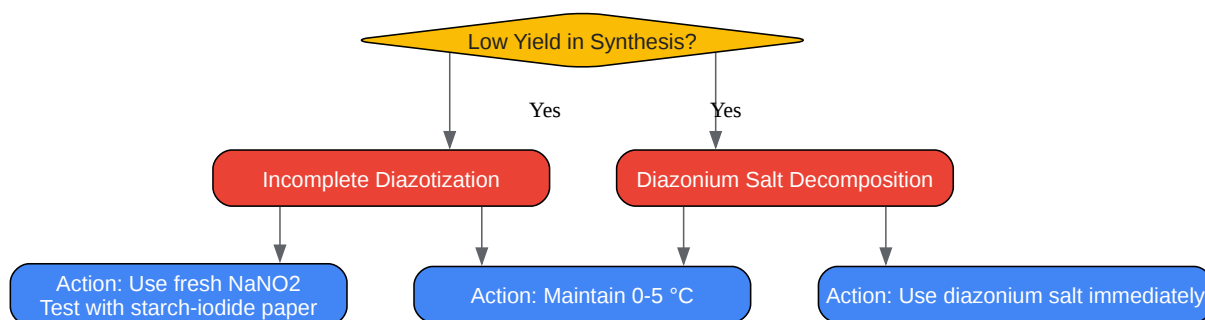 Low Yield in Synthesis?
Yes
Yes
Incomplete Diazotization
Diazonium Salt Decomposition
Action: Use fresh NaNO2
Test with starch-iodide paper
Action: Maintain 0-5 °C
Action: Use diazonium salt immediately